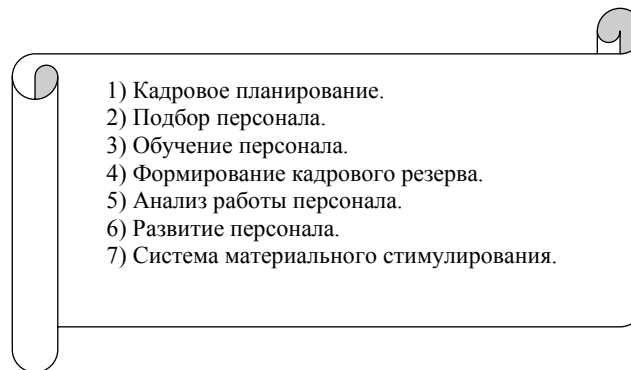 1) Кадровое планирование.
2) Подбор персонала.
3) Обучение персонала.
4) Формирование кадрового резерва.
5) Анализ работы персонала.
6) Развитие персонала.
7) Система материального стимулирования.